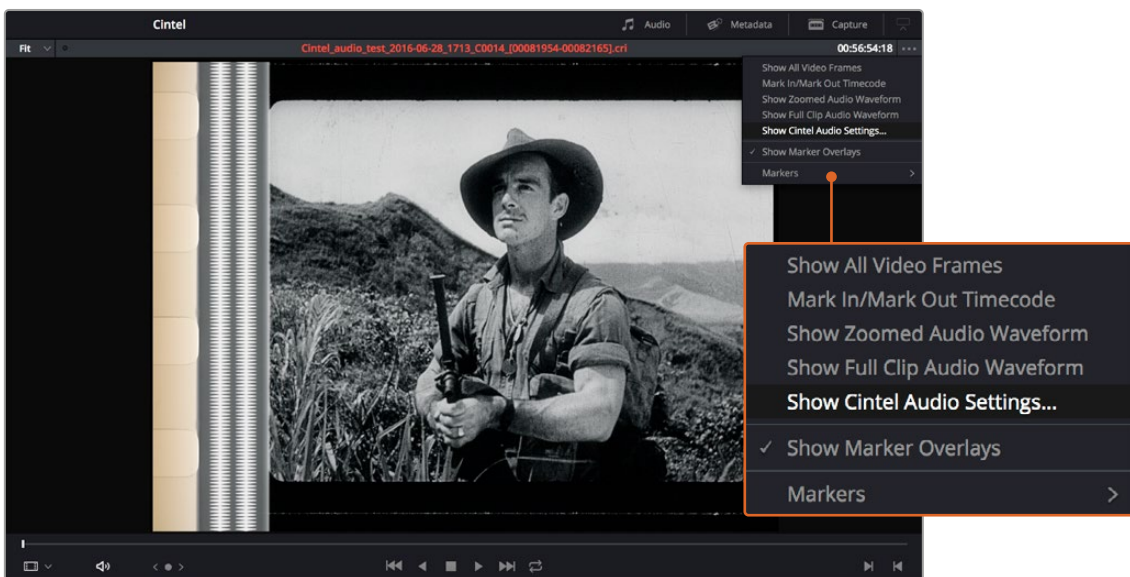 Cintel
Audio
Metadata
Capture
Fit
Cintel_audio_test_2016-06-28_1713_C0014_[00081954-00082165].cri
00:56:54:18
Show All Video Frames
Mark In/Mark Out Timecode
Show Zoomed Audio Waveform
Show Full Clip Audio Waveform
Show Cintel Audio Settings...
✓ Show Marker Overlays
Markers >
Show All Video Frames
Mark In/Mark Out Timecode
Show Zoomed Audio Waveform
Show Full Clip Audio Waveform
Show Cintel Audio Settings...
✓ Show Marker Overlays
Markers >